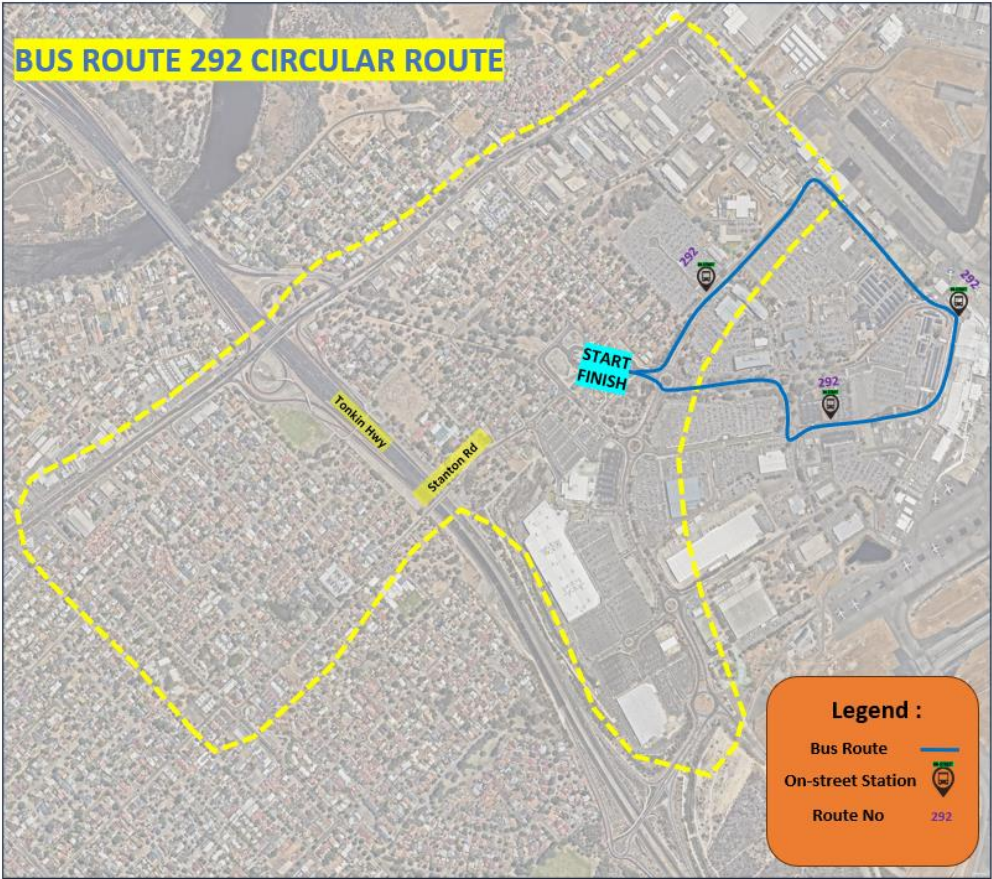 BUS ROUTE 292 CIRCULAR ROUTE
292
292
START
FINISH
292
Tonkin Hwy
Stanton Rd
Legend :
Bus Route
On-street Station
Route No 292